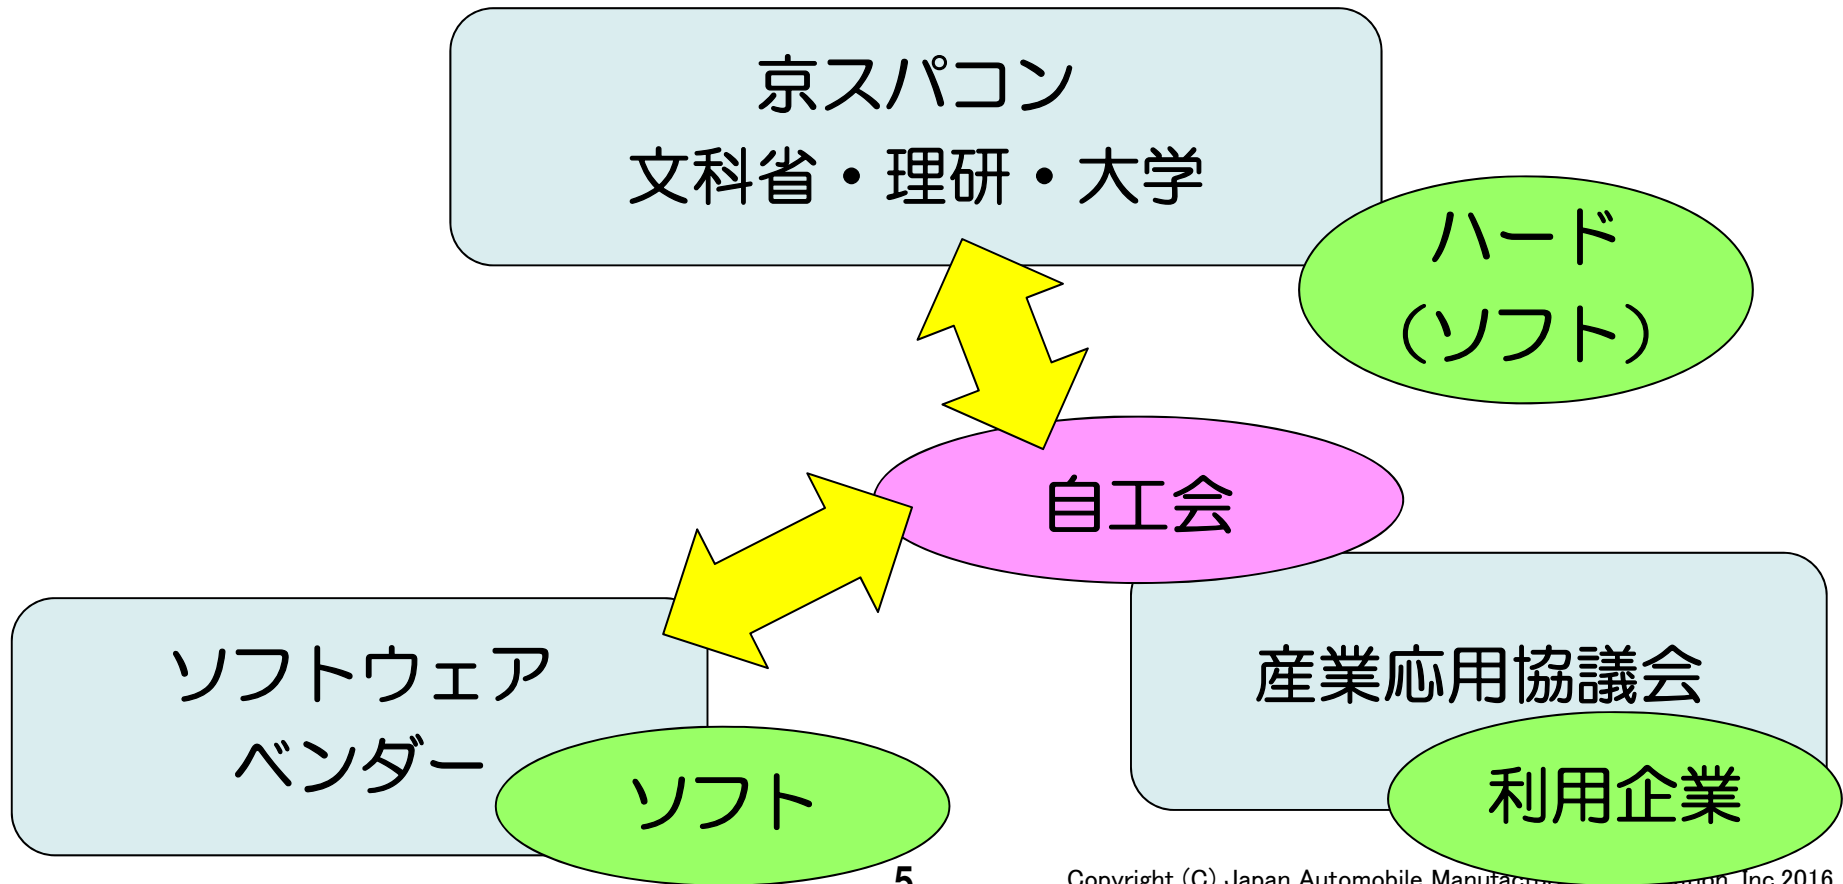 京スパコン
文科省・理研・大学
ハード
（ソフト）
自工会
ソフトウェア
ベンダー
ソフト
産業応用協議会
利用企業
5
Copyright (C) Japan Automobile Inc.2016